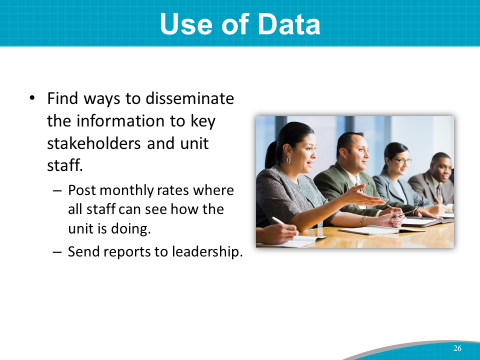 Use of Data
• Find ways to disseminate
the information to key
stakeholders and unit
staff.
– Post monthly rates where
all staff can see how the
unit is doing.
– Send reports to leadership.
26